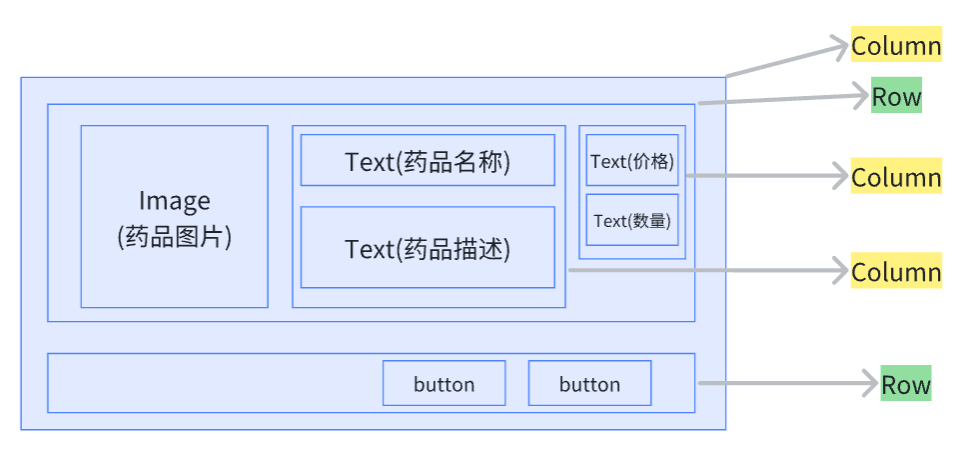 Column
Row
Image
(药品图片)
Text(药品名称)
Text(药品描述)
Text(价格)
Text(数量)
Column
Column
button
button
Row